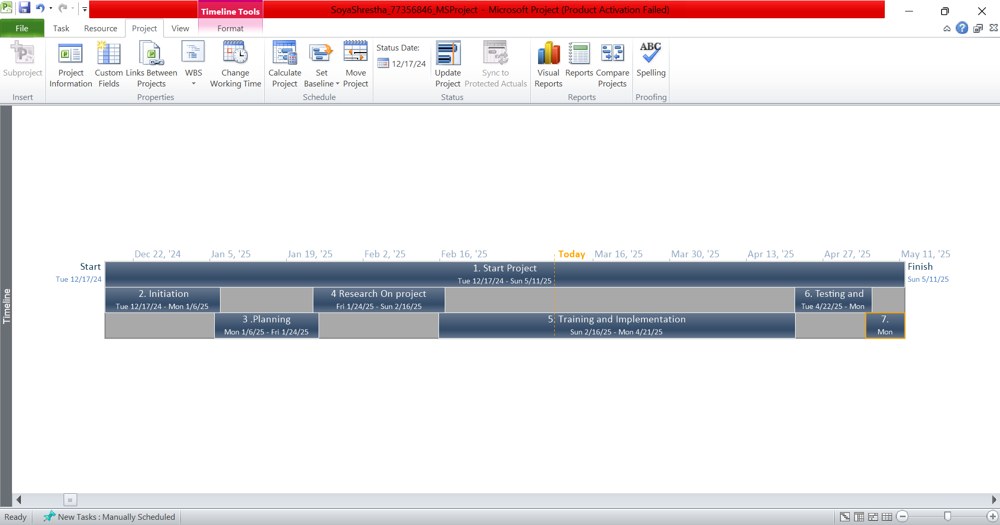 Timeline Tools
SoyaShrestha_77356846_MSProject - Microsoft Project (Product Activation Failed)
File Task Resource Project View Format
Subproject
Project Information
Custom Fields
Links Between Projects
WBS
Change Working Time
Calculate Project
Set Baseline
Move Project
Status Date:
12/17/24
Update Project
Sync to Protected Actuals
Visual Reports
Reports
Compare Projects
ABC
Spelling
Insert Properties Schedule Status Reports Proofing
Timeline
Dec 22, '24 Jan 5, '25 Jan 19, '25 Feb 2, '25 Feb 16, '25 Today Mar 16, '25 Mar 30, '25 Apr 13, '25 Apr 27, '25 May 11, '25
Start
Tue 12/17/24
1. Start Project
Tue 12/17/24 - Sun 5/11/25
Finish
Sun 5/11/25
2. Initiation
Tue 12/17/24 - Mon 1/6/25
4 Research On project
Fri 1/24/25 - Sun 2/16/25
6. Testing and
Tue 4/22/25 - Mon
3 .Planning
Mon 1/6/25 - Fri 1/24/25
5. Training and Implementation
Sun 2/16/25 - Mon 4/21/25
7.
Mon
Ready New Tasks : Manually Scheduled